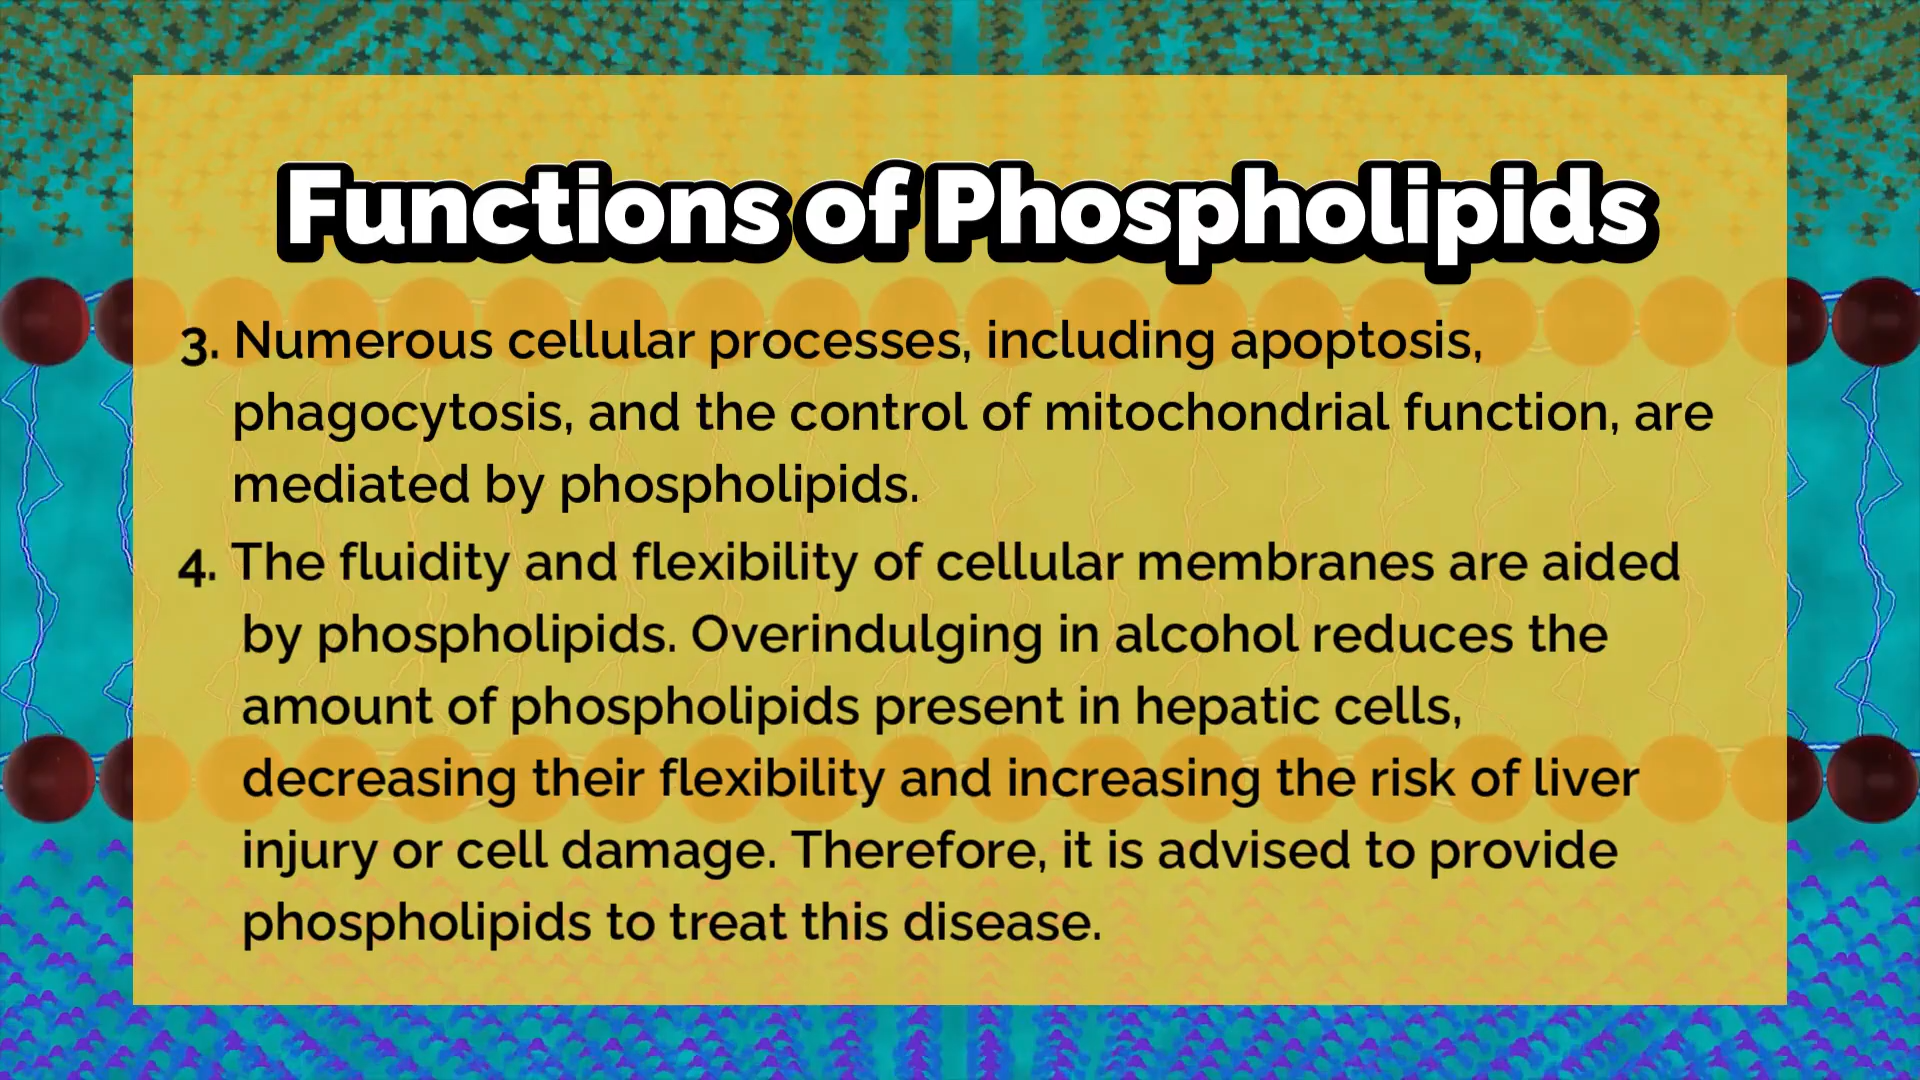 Functions of Phospholipids
3. Numerous cellular processes, including apoptosis,
phagocytosis, and the control of mitochondrial function, are
mediated by phospholipids.
4. The fluidity and flexibility of cellular membranes are aided
by phospholipids. Overindulging in alcohol reduces the
amount of phospholipids present in hepatic cells,
decreasing their flexibility and increasing the risk of liver
injury or cell damage. Therefore, it is advised to provide
phospholipids to treat this disease.